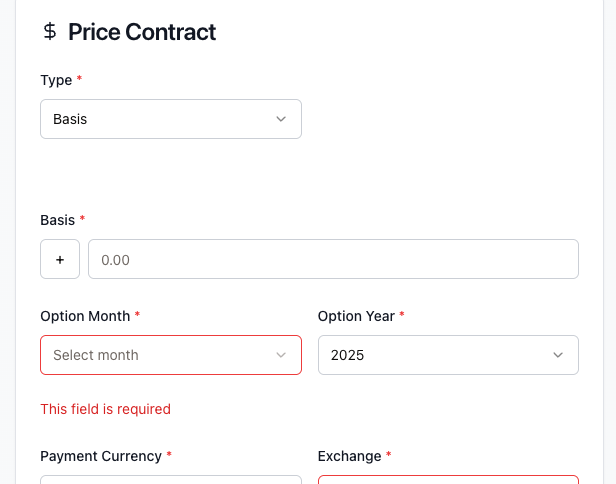 $ Price Contract
Type *
Basis
Basis *
+ 0.00
Option Month * Option Year *
Select month 2025
This field is required
Payment Currency * Exchange *